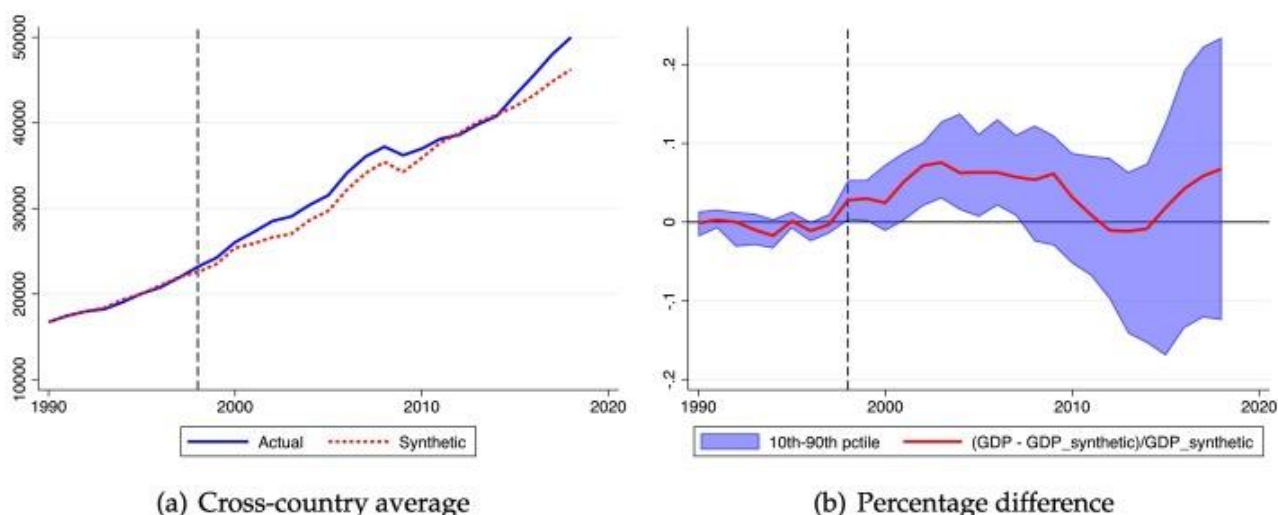 50000
40000
30000
20000
10000
1990 2000 2010 2020
Actual Synthetic
(a) Cross-country average
.2
.1
0
-.1
-.2
1990 2000 2010 2020
10th-90th pctile (GDP - GDP_synthetic)/GDP_synthetic
(b) Percentage difference